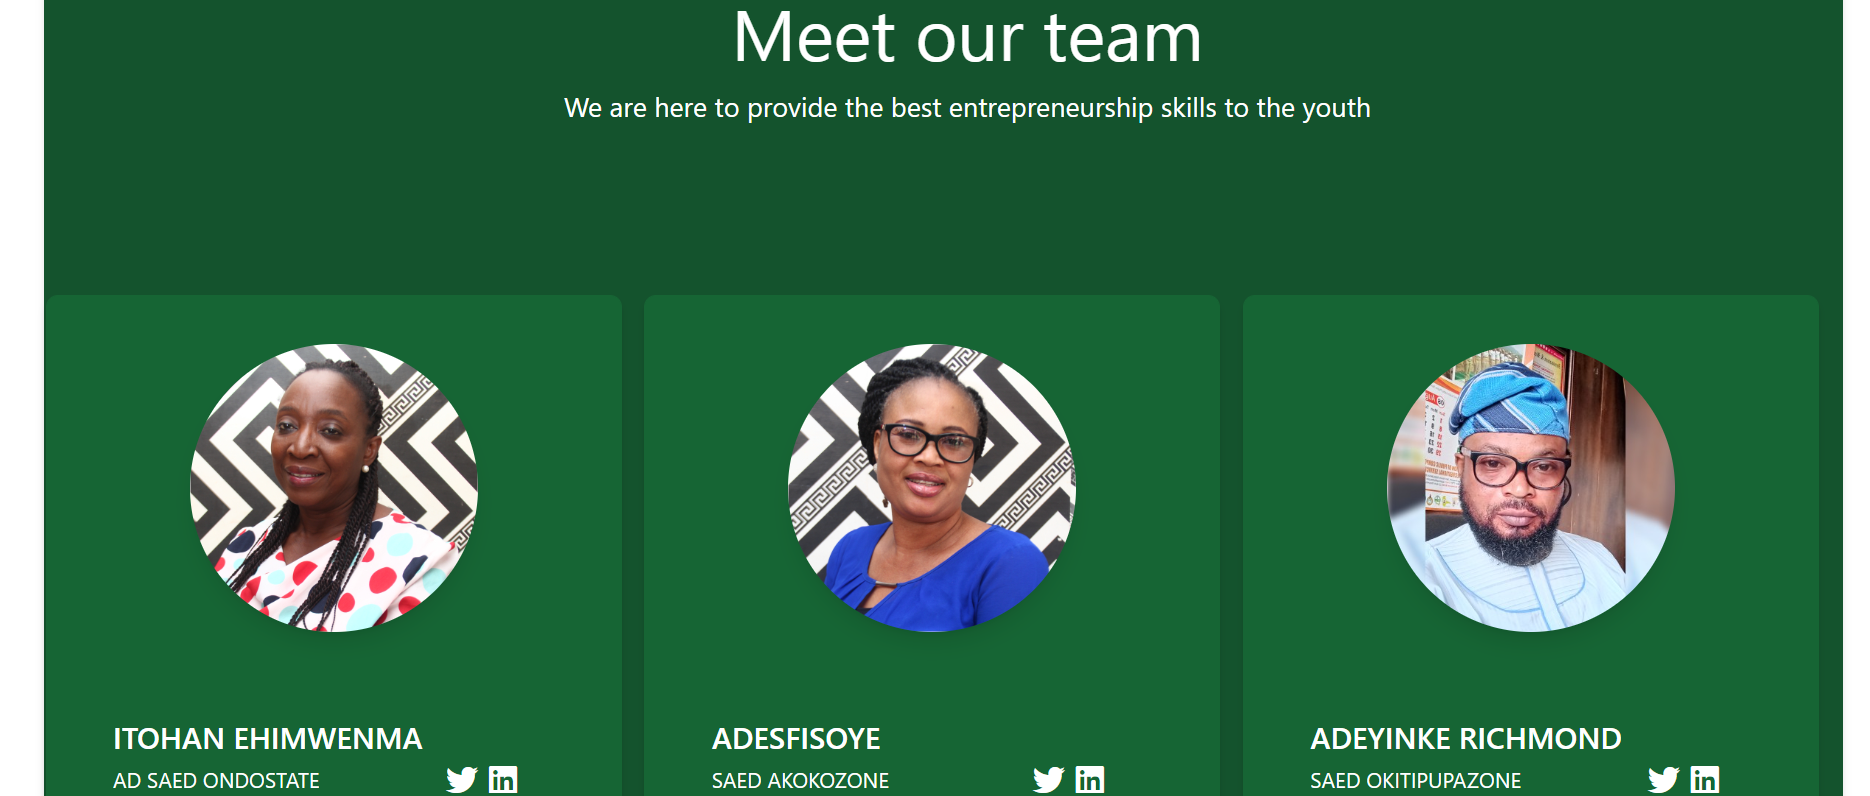 Meet our team
We are here to provide the best entrepreneurship skills to the youth
ITOHAN EHIMWENMA
AD SAED ONDOSTATE
ADESFISOYE
SAED AKOKOZONE
ADEYINKE RICHMOND
SAED OKITIPUPAZONE